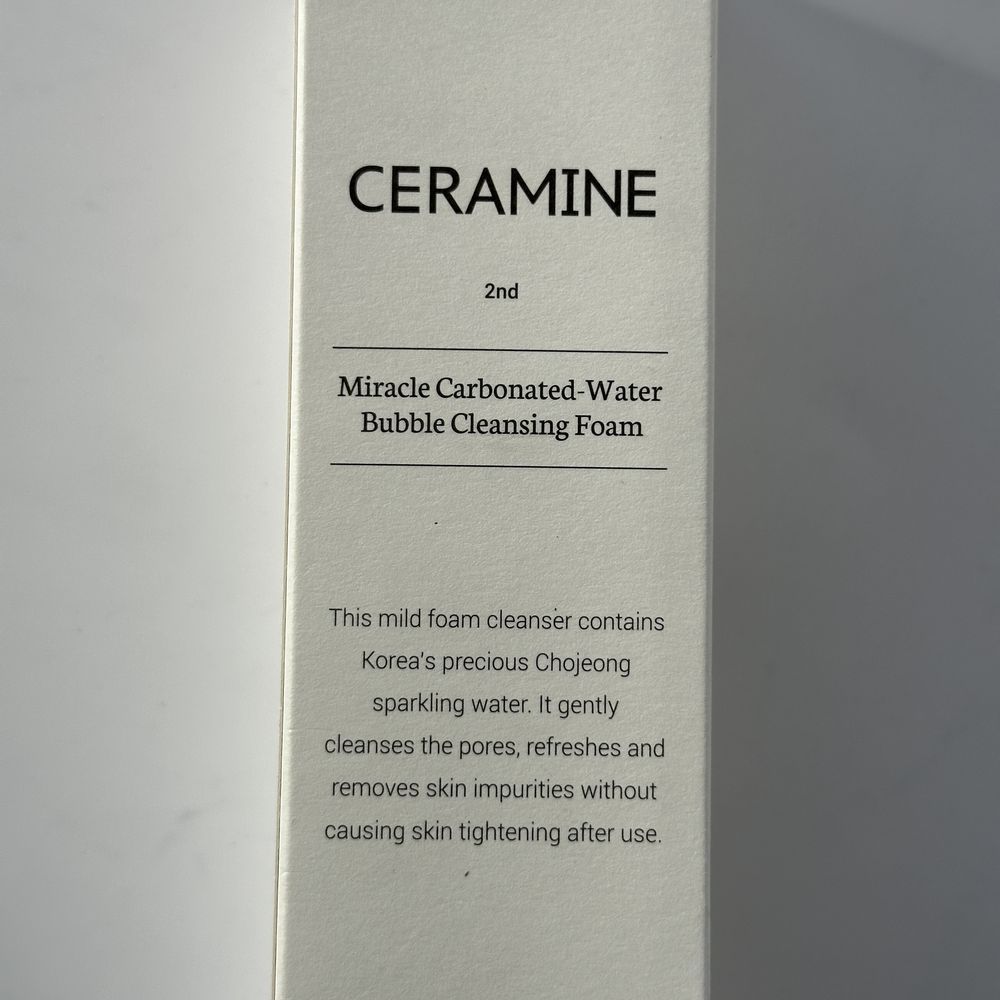 CERAMINE
2nd
Miracle Carbonated-Water
Bubble Cleansing Foam
This mild foam cleanser contains
Korea's precious Chojeong
sparkling water. It gently
cleanses the pores, refreshes and
removes skin impurities without
causing skin tightening after use.